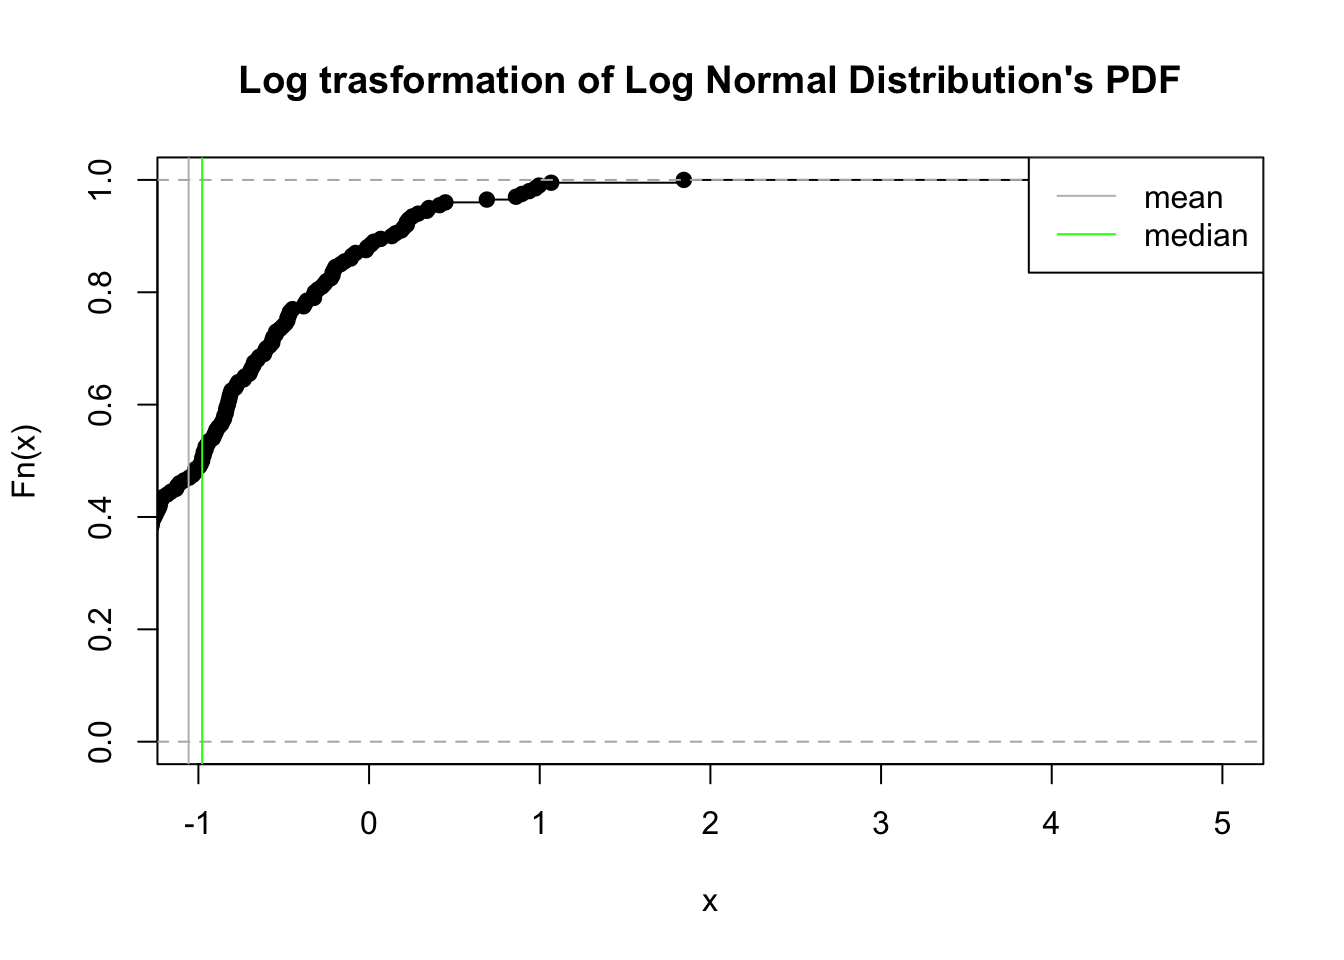 Log trasformation of Log Normal Distribution's PDF
mean
median
Fn(x)
1.0
0.8
0.6
0.4
0.2
0.0
-1 0 1 2 3 4 5
x